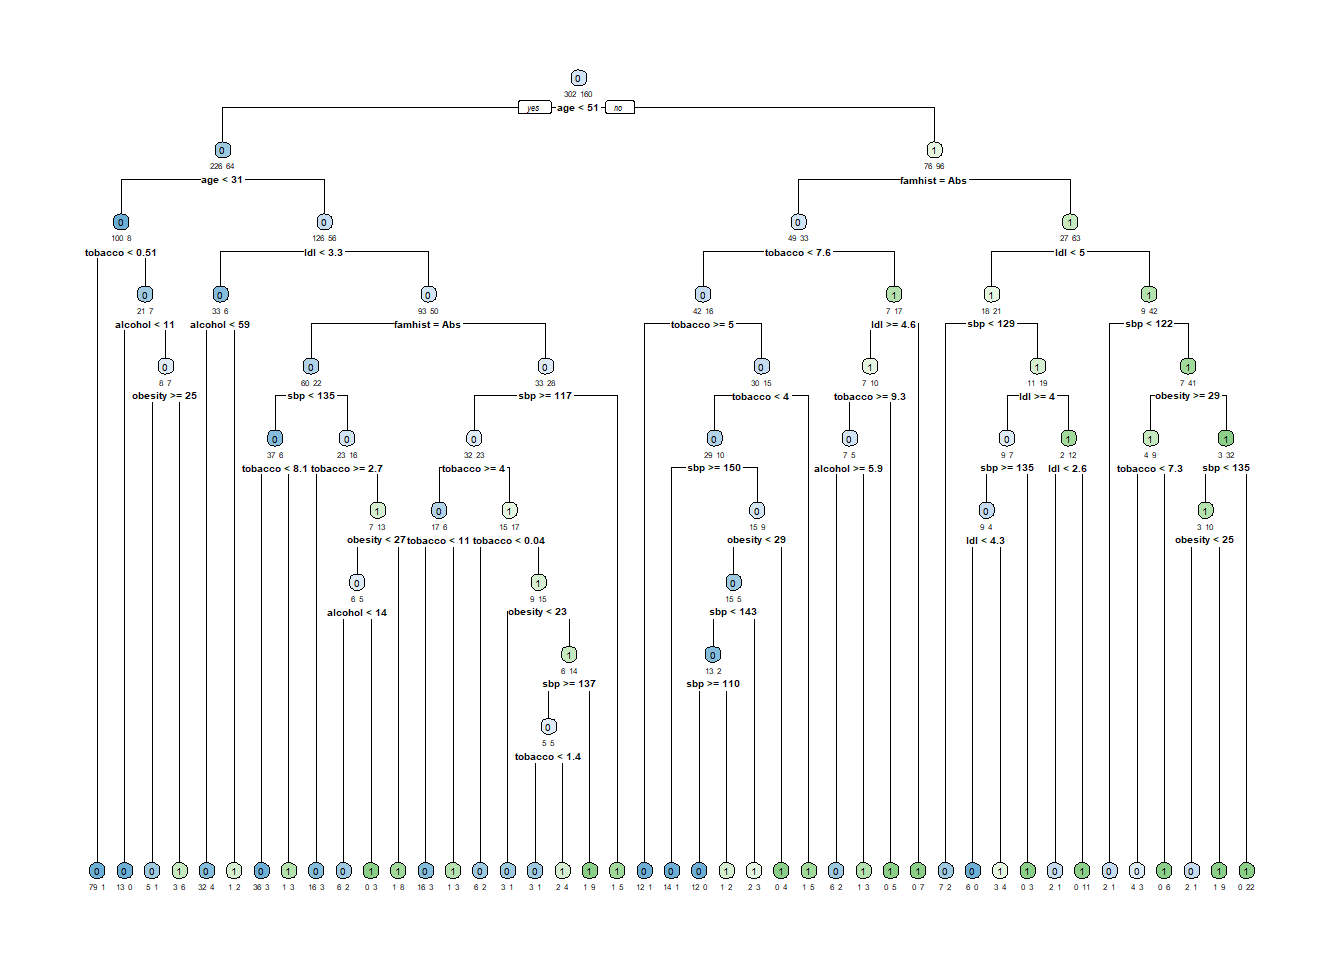 0
302 160
yes age < 51 no
0 1
226 64 76 96
age < 31 famhist = Abs
0 0 0 1
100 8 126 56 49 33 27 63
tobacco < 0.51 ldl < 3.3 tobacco < 7.6 ldl < 5
0 0 0 0 1 1 1
21 7 33 6 93 50 42 16 7 17 18 21 9 42
alcohol < 11 alcohol < 59 famhist = Abs tobacco >= 5 ldl >= 4.6 sbp < 129 sbp < 122
0 0 0 0 1 1 1
8 7 60 22 33 28 30 15 7 10 11 19 7 41
obesity >= 25 sbp < 135 sbp >= 117 tobacco < 4 tobacco >= 9.3 ldl >= 4 obesity >= 29
0 0 0 0 0 0 1 1 1
37 6 23 16 32 23 29 10 7 5 9 7 2 12 4 9 3 32
tobacco < 8.1 tobacco >= 2.7 tobacco >= 4 sbp >= 150 alcohol >= 5.9 sbp >= 135 ldl < 2.6 tobacco < 7.3 sbp < 135
1 0 1 0 0 1
7 13 17 6 15 17 15 9 9 4 3 10
obesity < 27 tobacco < 11 tobacco < 0.04 obesity < 29 ldl < 4.3 obesity < 25
0 1 0
6 5 9 15 15 5
alcohol < 14 obesity < 23 sbp < 143
1 0
6 14 13 2
sbp >= 137 sbp >= 110
0
5 5
tobacco < 1.4
0 0 0 1 0 1 0 1 0 0 1 1 0 1 0 0 0 1 1 1 0 0 0 1 1 1 1 0 1 1 1 0 0 1 1 0 1 0 0 1 0 1 1
79 1 13 0 5 1 3 6 32 4 1 2 36 3 1 3 16 3 6 2 0 3 1 8 16 3 1 3 6 2 3 1 3 1 2 4 1 9 1 5 12 1 14 1 12 0 1 2 2 3 0 4 1 5 6 2 1 3 0 5 0 7 7 2 6 0 3 4 0 3 2 1 0 11 2 1 4 3 0 6 2 1 1 9 0 22